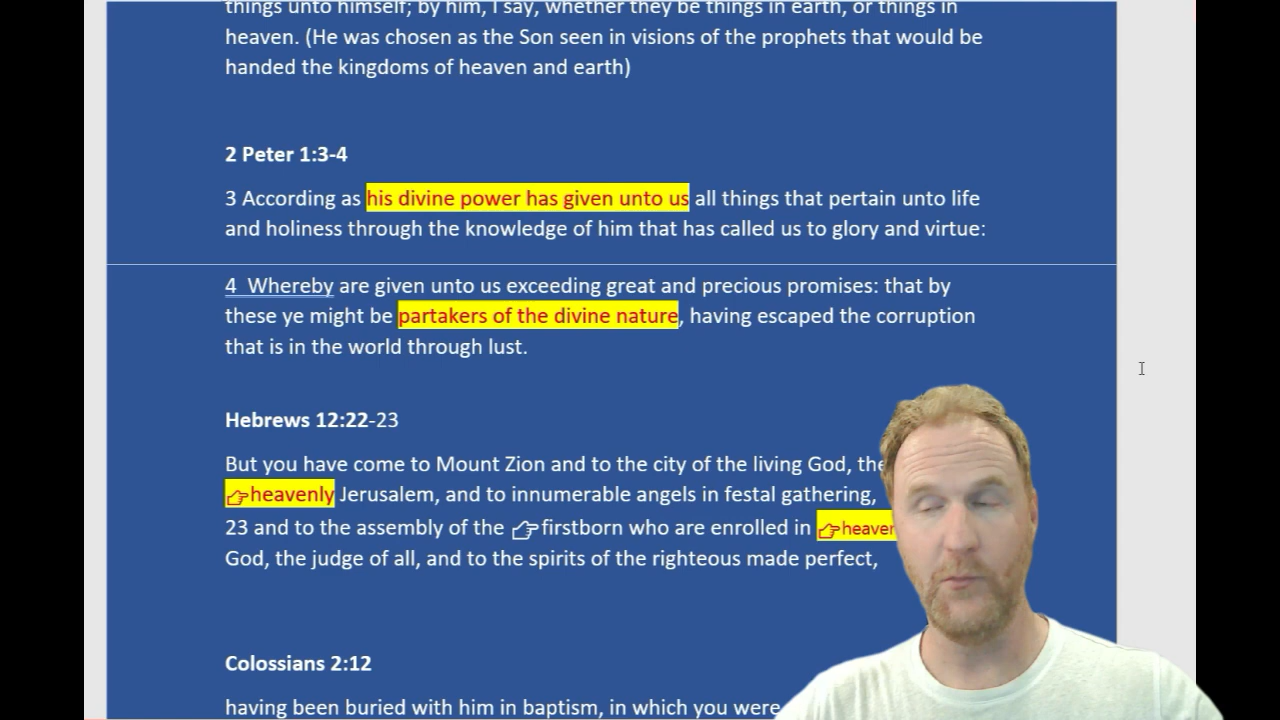 things unto himself; by him, I say, whether they be things in earth, or things in
heaven. (He was chosen as the Son seen in visions of the prophets that would be
handed the kingdoms of heaven and earth)
2 Peter 1:3-4
3 According as his divine power has given unto us all things that pertain unto life
and holiness through the knowledge of him that has called us to glory and virtue:
4  Whereby are given unto us exceeding great and precious promises: that by
these ye might be partakers of the divine nature, having escaped the corruption
that is in the world through lust.
Hebrews 12:22-23
But you have come to Mount Zion and to the city of the living God, the
👉heavenly Jerusalem, and to innumerable angels in festal gathering,
23 and to the assembly of the 👉firstborn who are enrolled in
God, the judge of all, and to the spirits of the righteous made perfect,
Colossians 2:12
having been buried with him in baptism, in which you were